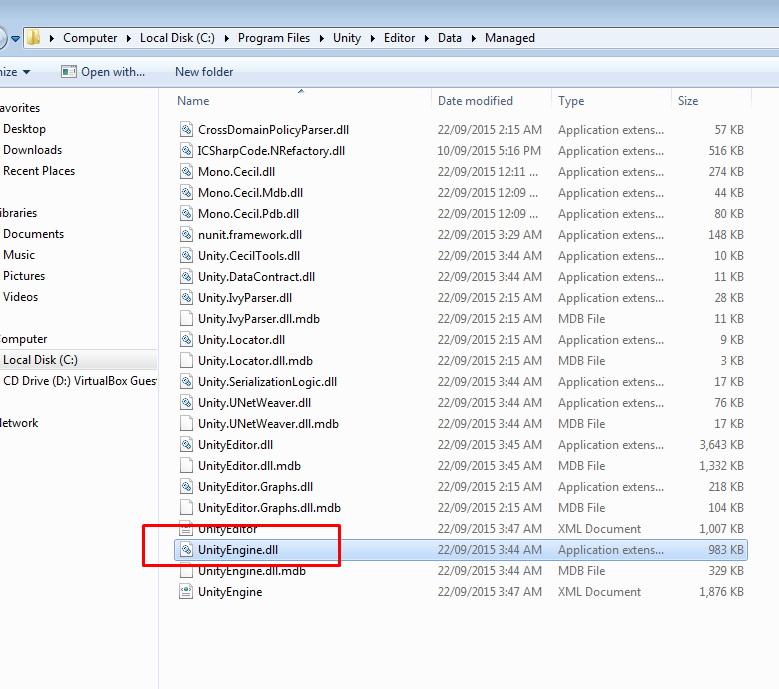 Computer Local Disk (C:) Program Files Unity Editor Data Managed
nize Open with... New folder
avorites
Desktop
Downloads
Recent Places
ibraries
Documents
Music
Pictures
Videos
omputer
Local Disk (C:)
CD Drive (D:) VirtualBox Gues
Network
Name Date modified Type Size
CrossDomainPolicyParser.dll 22/09/2015 2:15 AM Application extens... 57 KB
ICSharpCode.NRefactory.dll 10/09/2015 5:16 PM Application extens... 516 KB
Mono.Cecil.dll 22/09/2015 12:11 ... Application extens... 274 KB
Mono.Cecil.Mdb.dll 22/09/2015 12:09 ... Application extens... 44 KB
Mono.Cecil.Pdb.dll 22/09/2015 12:09 ... Application extens... 80 KB
nunit.framework.dll 22/09/2015 3:29 AM Application extens... 148 KB
Unity.CecilTools.dll 22/09/2015 3:44 AM Application extens... 10 KB
Unity.DataContract.dll 22/09/2015 3:44 AM Application extens... 11 KB
Unity.IvyParser.dll 22/09/2015 2:15 AM Application extens... 28 KB
Unity.IvyParser.dll.mdb 22/09/2015 2:15 AM MDB File 11 KB
Unity.Locator.dll 22/09/2015 2:15 AM Application extens... 9 KB
Unity.Locator.dll.mdb 22/09/2015 2:15 AM MDB File 3 KB
Unity.SerializationLogic.dll 22/09/2015 3:44 AM Application extens... 17 KB
Unity.UNetWeaver.dll 22/09/2015 3:44 AM Application extens... 76 KB
Unity.UNetWeaver.dll.mdb 22/09/2015 3:44 AM MDB File 17 KB
UnityEditor.dll 22/09/2015 3:45 AM Application extens... 3,643 KB
UnityEditor.dll.mdb 22/09/2015 3:45 AM MDB File 1,332 KB
UnityEditor.Graphs.dll 22/09/2015 2:15 AM Application extens... 218 KB
UnityEditor.Graphs.dll.mdb 22/09/2015 2:15 AM MDB File 104 KB
UnityEditor 22/09/2015 3:47 AM XML Document 1,007 KB
UnityEngine.dll 22/09/2015 3:44 AM Application extens... 983 KB
UnityEngine.dll.mdb 22/09/2015 3:44 AM MDB File 329 KB
UnityEngine 22/09/2015 3:47 AM XML Document 1,876 KB